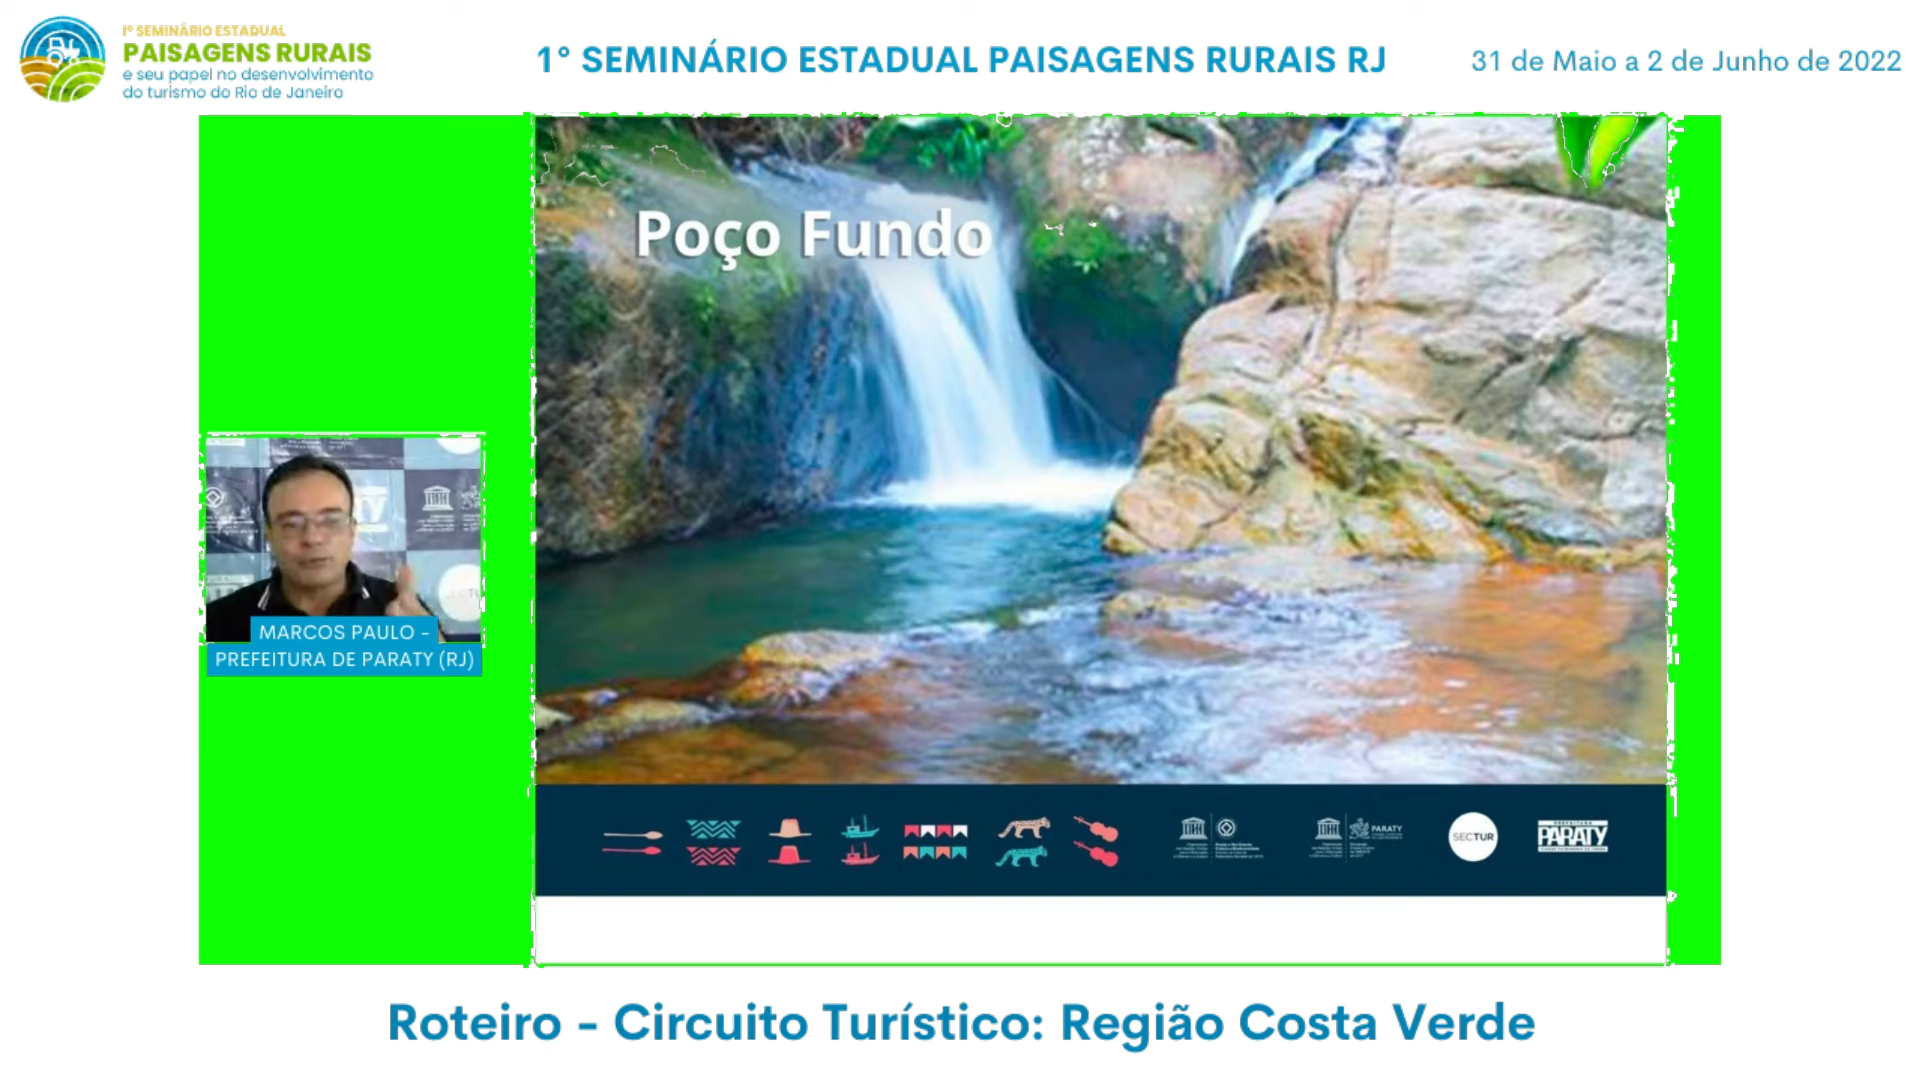 1º SEMINÁRIO ESTADUAL
PAISAGENS RURAIS
e seu papel no desenvolvimento
do turismo do Rio de Janeiro
1° SEMINÁRIO ESTADUAL PAISAGENS RURAIS RJ
31 de Maio a 2 de Junho de 2022
Poço Fundo
MARCOS PAULO -
PREFEITURA DE PARATY (RJ)
PARATY
SECTUR
PREFEITURA
PARATY
Roteiro - Circuito Turístico: Região Costa Verde